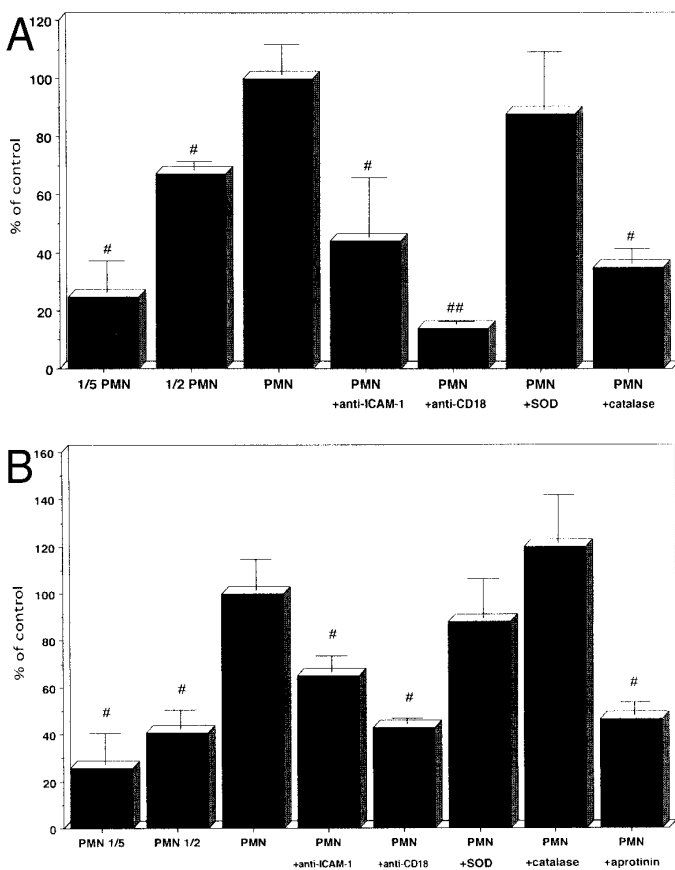 A
120
100
80
60
40
20
0
% of control
# # # ## #
1/5 PMN 1/2 PMN PMN PMN PMN PMN PMN
+anti-ICAM-1 +anti-CD18 +SOD +catalase
B
160
140
120
100
80
60
40
20
0
% of control
# # # # #
PMN 1/5 PMN 1/2 PMN PMN PMN PMN PMN PMN
+anti-ICAM-1 +anti-CD18 +SOD +catalase +aprotinin